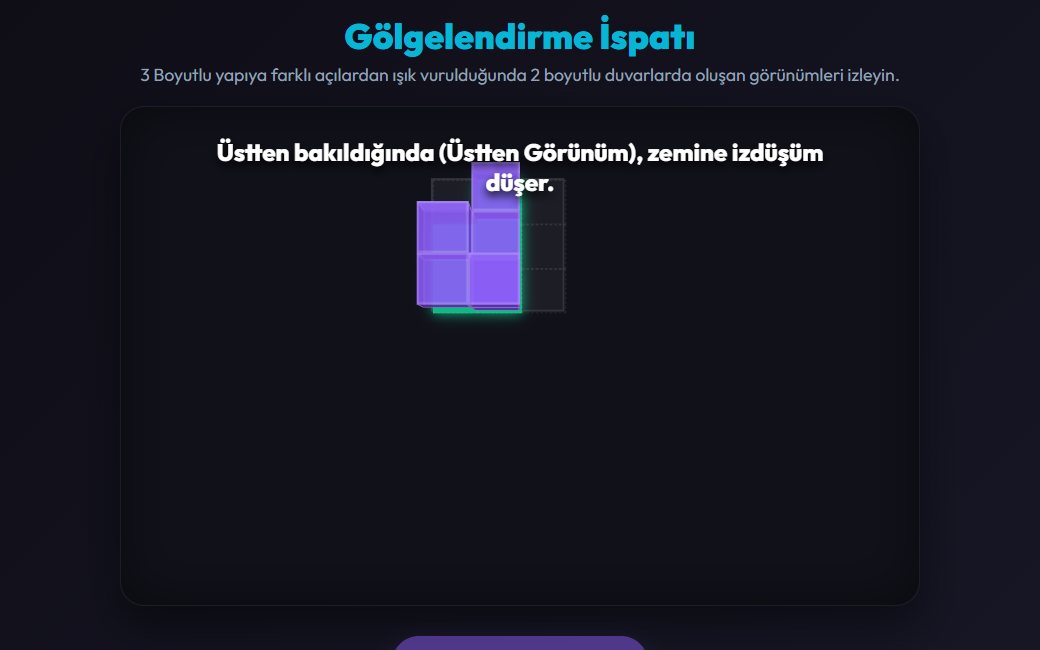 Gölgelendirme İspatı
3 Boyutlu yapıya farklı açılardan ışık vurulduğunda 2 boyutlu duvarlarda oluşan görünümleri izleyin.
Üstten bakıldığında (Üstten Görünüm), zemine izdüşüm
düşer.